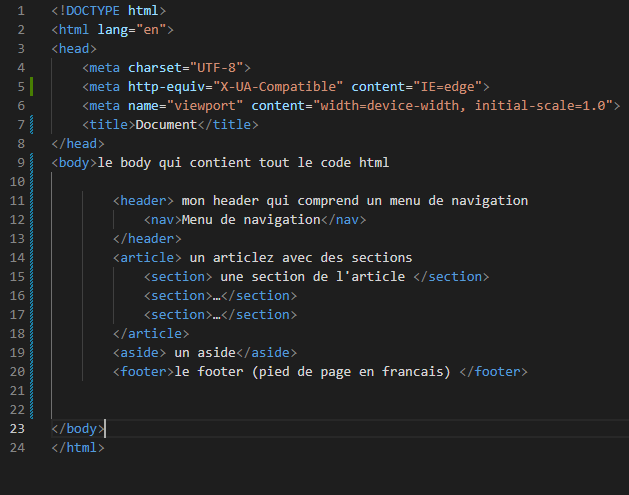 1 <!DOCTYPE html>
2 <html lang="en">
3 <head>
4 <meta charset="UTF-8">
5 <meta http-equiv="X-UA-Compatible" content="IE=edge">
6 <meta name="viewport" content="width=device-width, initial-scale=1.0">
7 <title>Document</title>
8 </head>
9 <body>le body qui contient tout le code html
10
11 <header> mon header qui comprend un menu de navigation
12 <nav>Menu de navigation</nav>
13 </header>
14 <article> un articlez avec des sections
15 <section> une section de l'article </section>
16 <section>…</section>
17 <section>…</section>
18 </article>
19 <aside> un aside</aside>
20 <footer>le footer (pied de page en francais) </footer>
21
22
23 </body>
24 </html>